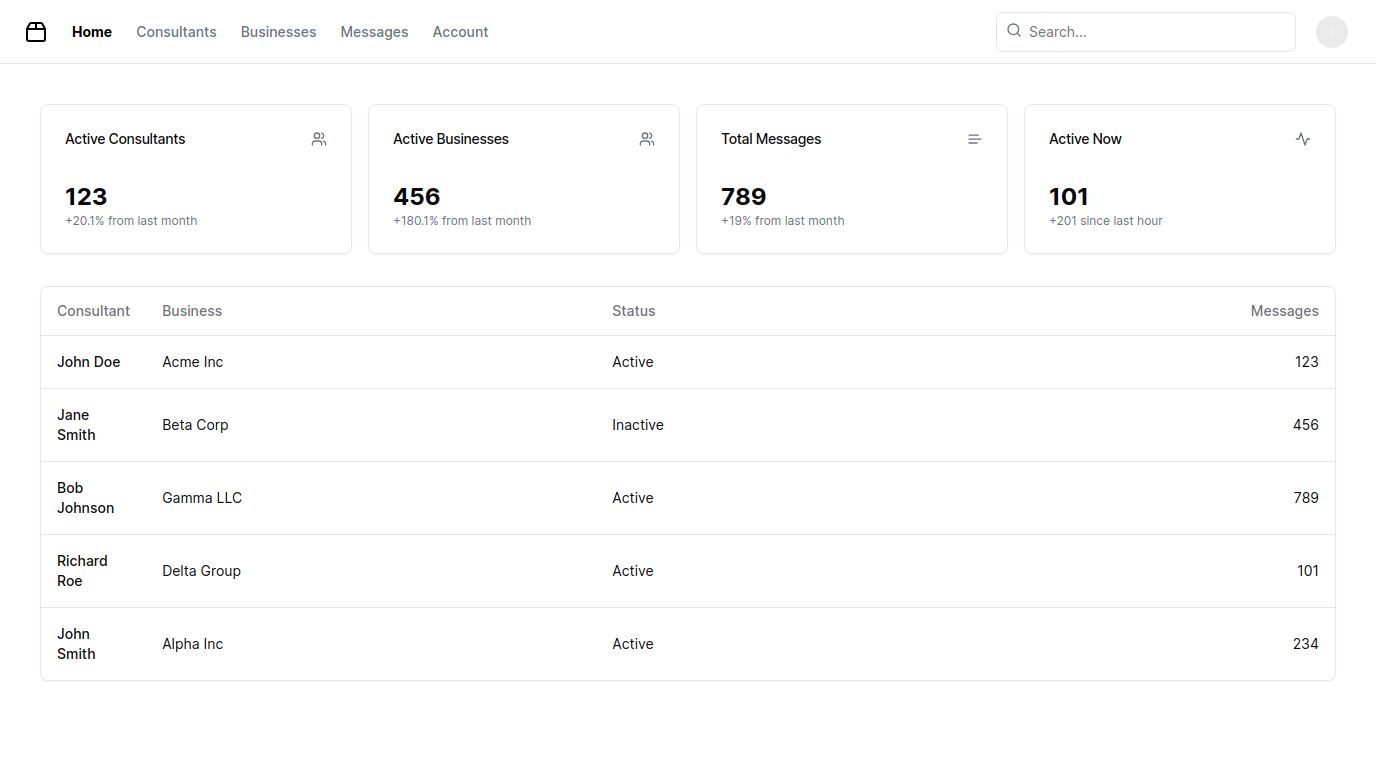 Home Consultants Businesses Messages Account Search...
Active Consultants
123
+20.1% from last month
Active Businesses
456
+180.1% from last month
Total Messages
789
+19% from last month
Active Now
101
+201 since last hour
Consultant Business Status Messages
John Doe Acme Inc Active 123
Jane
Smith Beta Corp Inactive 456
Bob
Johnson Gamma LLC Active 789
Richard
Roe Delta Group Active 101
John
Smith Alpha Inc Active 234